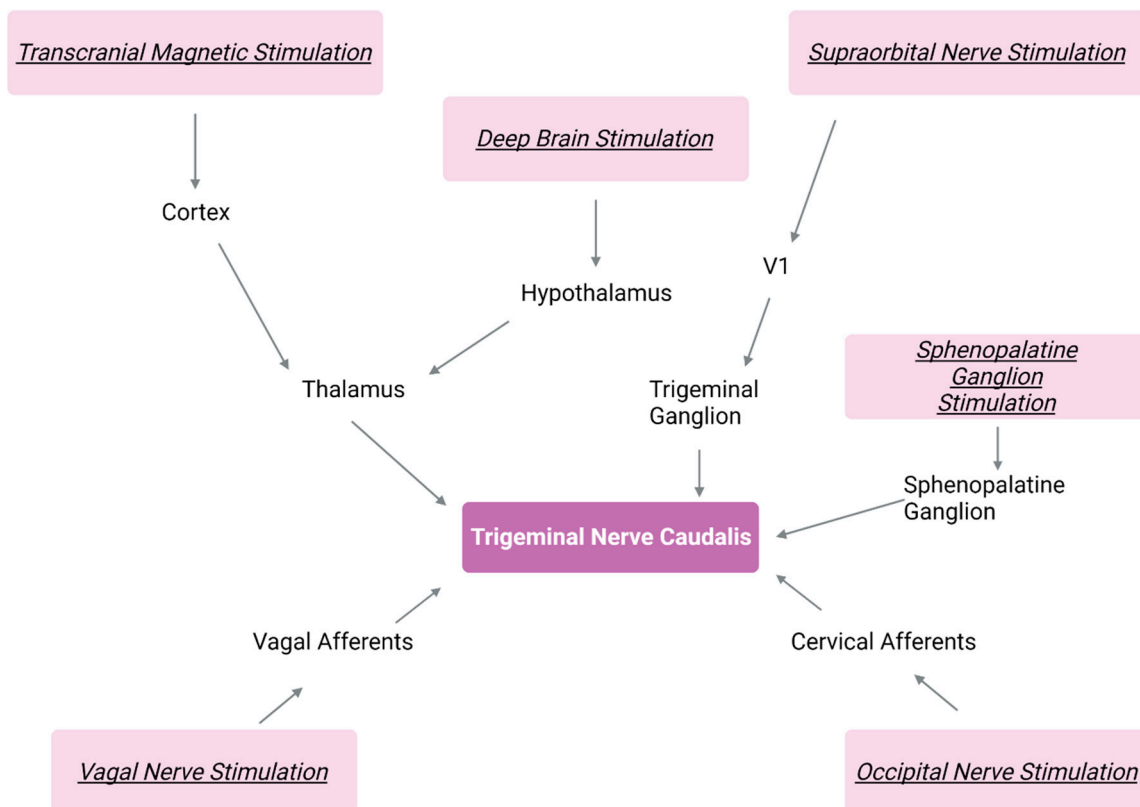 Transcranial Magnetic Stimulation
Supraorbital Nerve Stimulation
Deep Brain Stimulation
Cortex
V1
Hypothalamus
Thalamus
Trigeminal
Ganglion
Sphenopalatine
Ganglion
Stimulation
Sphenopalatine
Ganglion
Trigeminal Nerve Caudalis
Vagal Afferents
Cervical Afferents
Vagal Nerve Stimulation
Occipital Nerve Stimulation